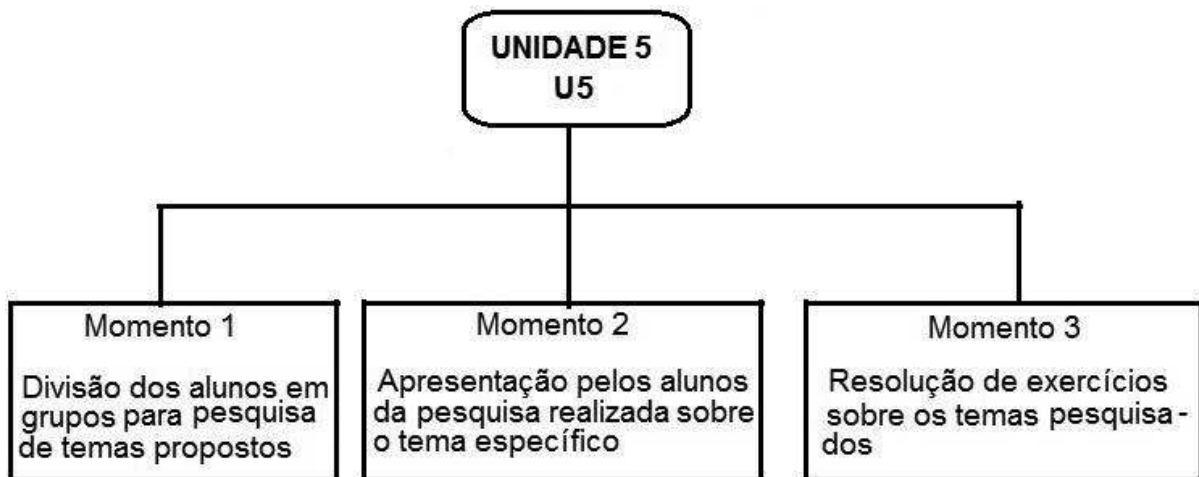 UNIDADE 5
U5
Momento 1
Divisão dos alunos em
grupos para pesquisa
de temas propostos
Momento 2
Apresentação pelos alunos
da pesquisa realizada sobre
o tema específico
Momento 3
Resolução de exercícios
sobre os temas pesquisa-
dos